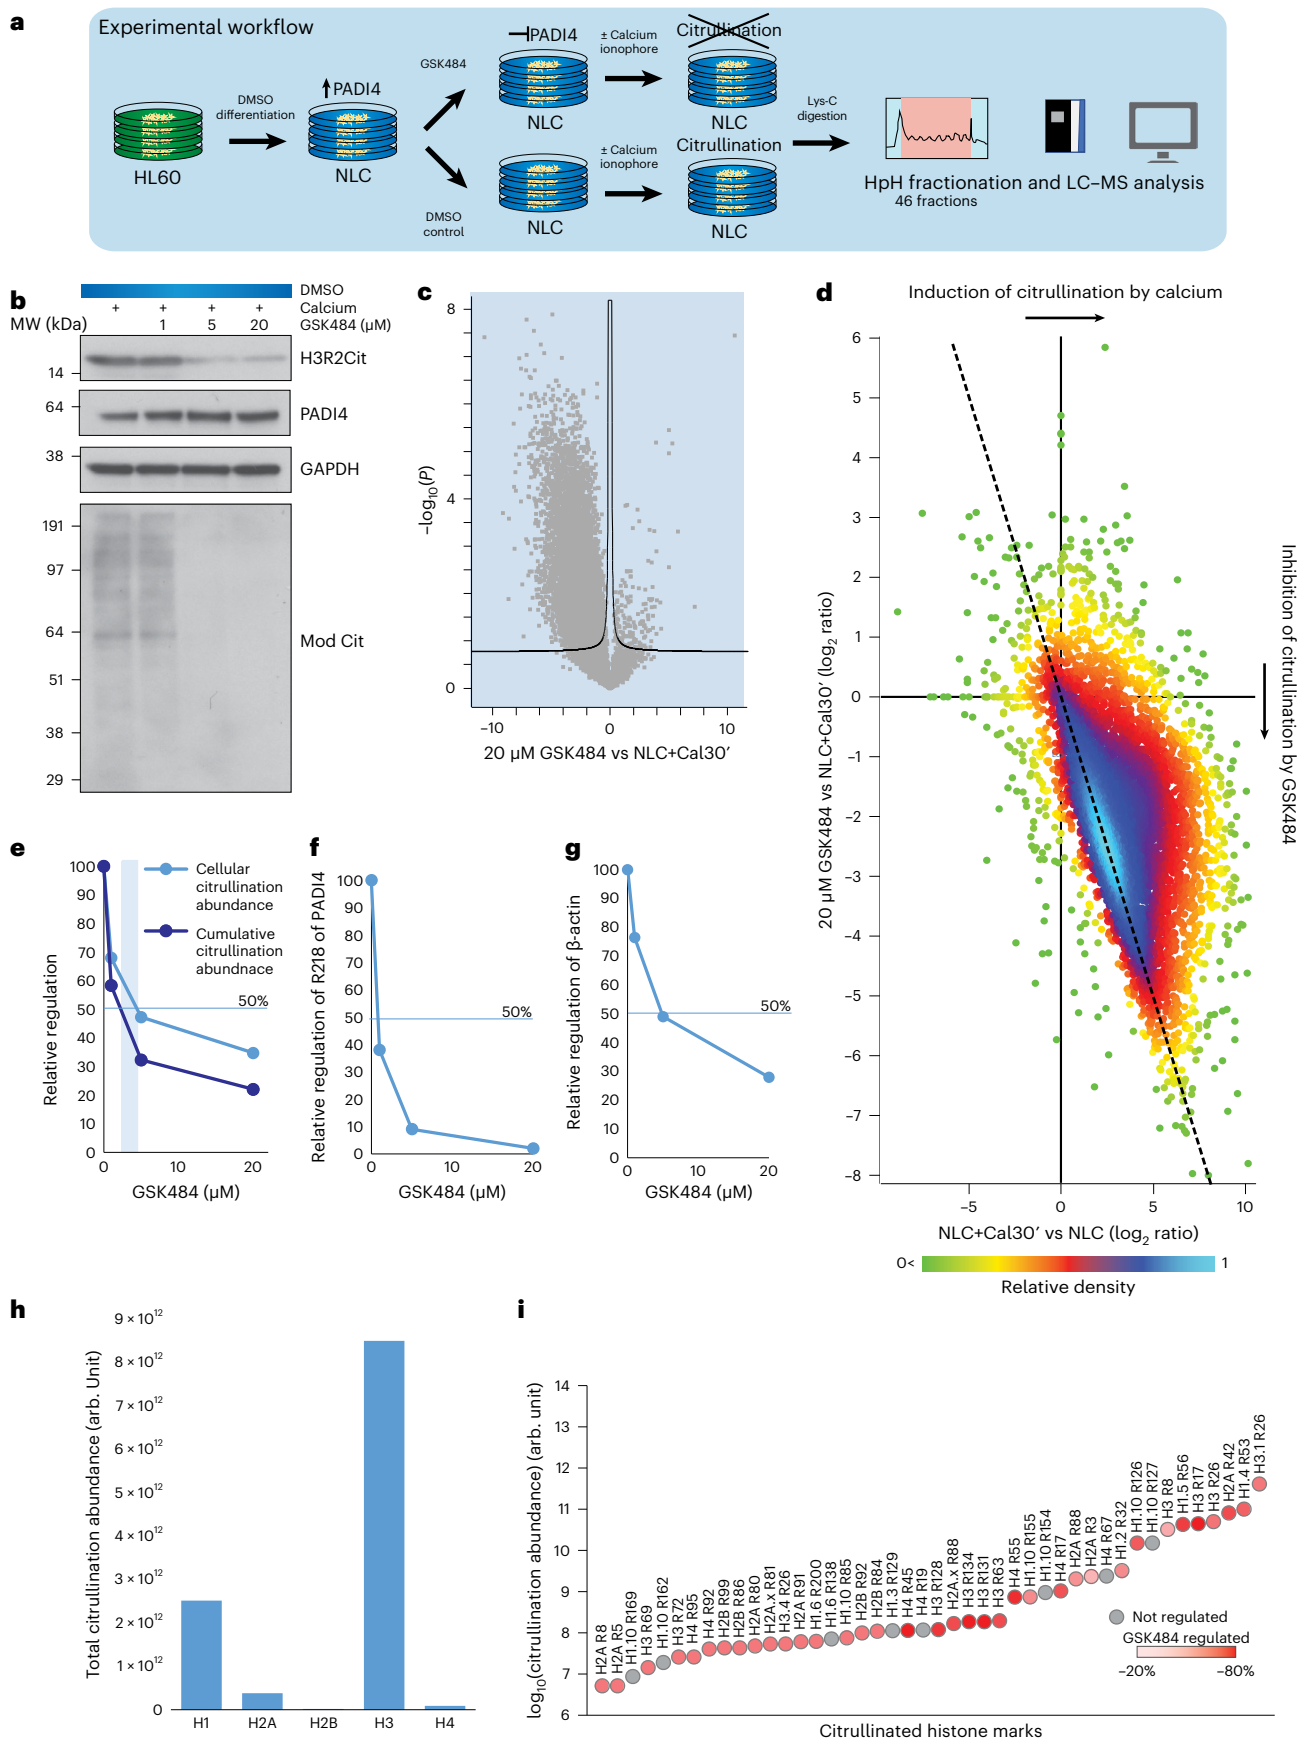 a
Experimental workflow
HL60
DMSO
differentiation
PADI4
NLC
GSK484
DMSO
control
PADI4
NLC
± Calcium
ionophore
Citrullination
NLC
NLC
± Calcium
ionophore
Citrullination
NLC
Lys-C
digestion
HpH fractionation and LC–MS analysis
46 fractions
b
DMSO
+ + + + Calcium
MW (kDa) 1 5 20 GSK484 (μM)
H3R2Cit
14
64
PADI4
38
GAPDH
191
97
64
Mod Cit
51
38
29
c
8
4
0
–log10(P)
–10 0 10
20 μM GSK484 vs NLC+Cal30′
d
Induction of citrullination by calcium
Inhibition of citrullination by GSK484
6
5
4
3
2
1
0
–1
–2
–3
–4
–5
–6
–7
–8
20 μM GSK484 vs NLC+Cal30′ (log2 ratio)
–5 0 5 10
NLC+Cal30′ vs NLC (log2 ratio)
0< 1
Relative density
e
100
90
80
70
60
50
40
30
20
10
0
Relative regulation
Cellular
citrullination
abundance
Cumulative
citrullination
abundnace
50%
0 10 20
GSK484 (μM)
f
100
90
80
70
60
50
40
30
20
10
0
Relative regulation of R218 of PADI4
50%
0 10 20
GSK484 (μM)
g
100
90
80
70
60
50
40
30
20
10
0
Relative regulation of β-actin
50%
0 10 20
GSK484 (μM)
h
9 × 10¹²
8 × 10¹²
7 × 10¹²
6 × 10¹²
5 × 10¹²
4 × 10¹²
3 × 10¹²
2 × 10¹²
1 × 10¹²
0
Total citrullination abundance (arb. Unit)
H1 H2A H2B H3 H4
i
14
13
12
11
10
9
8
7
6
log10(citrullination abundance) (arb. unit)
H2A R8
H2A R5
H1.10 R169
H3 R69
H1.10 R162
H3 R72
H4 R95
H4 R92
H2B R99
H2B R86
H2A R80
H2A.x R81
H3.4 R26
H2A R91
H1.6 R200
H1.6 R138
H1.10 R85
H2B R92
H2B R84
H1.3 R129
H4 R45
H4 R19
H3 R128
H2A.x R88
H3 R134
H3 R131
H3 R63
H4 R55
H1.10 R155
H1.10 R154
H4 R17
H2A R88
H2A R3
H4 R67
H1.2 R32
H1.10 R126
H1.10 R127
H3 R8
H1.5 R56
H3 R17
H3 R26
H2A R42
H1.4 R53
H3.1 R26
Not regulated
GSK484 regulated
–20% –80%
Citrullinated histone marks